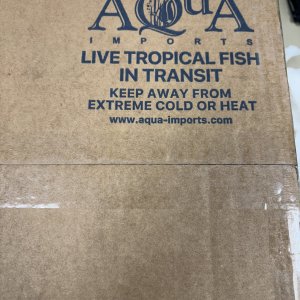 AQUA
IMPORTS
LIVE TROPICAL FISH
IN TRANSIT
KEEP AWAY FROM
EXTREME COLD OR HEAT
www.aqua-imports.com